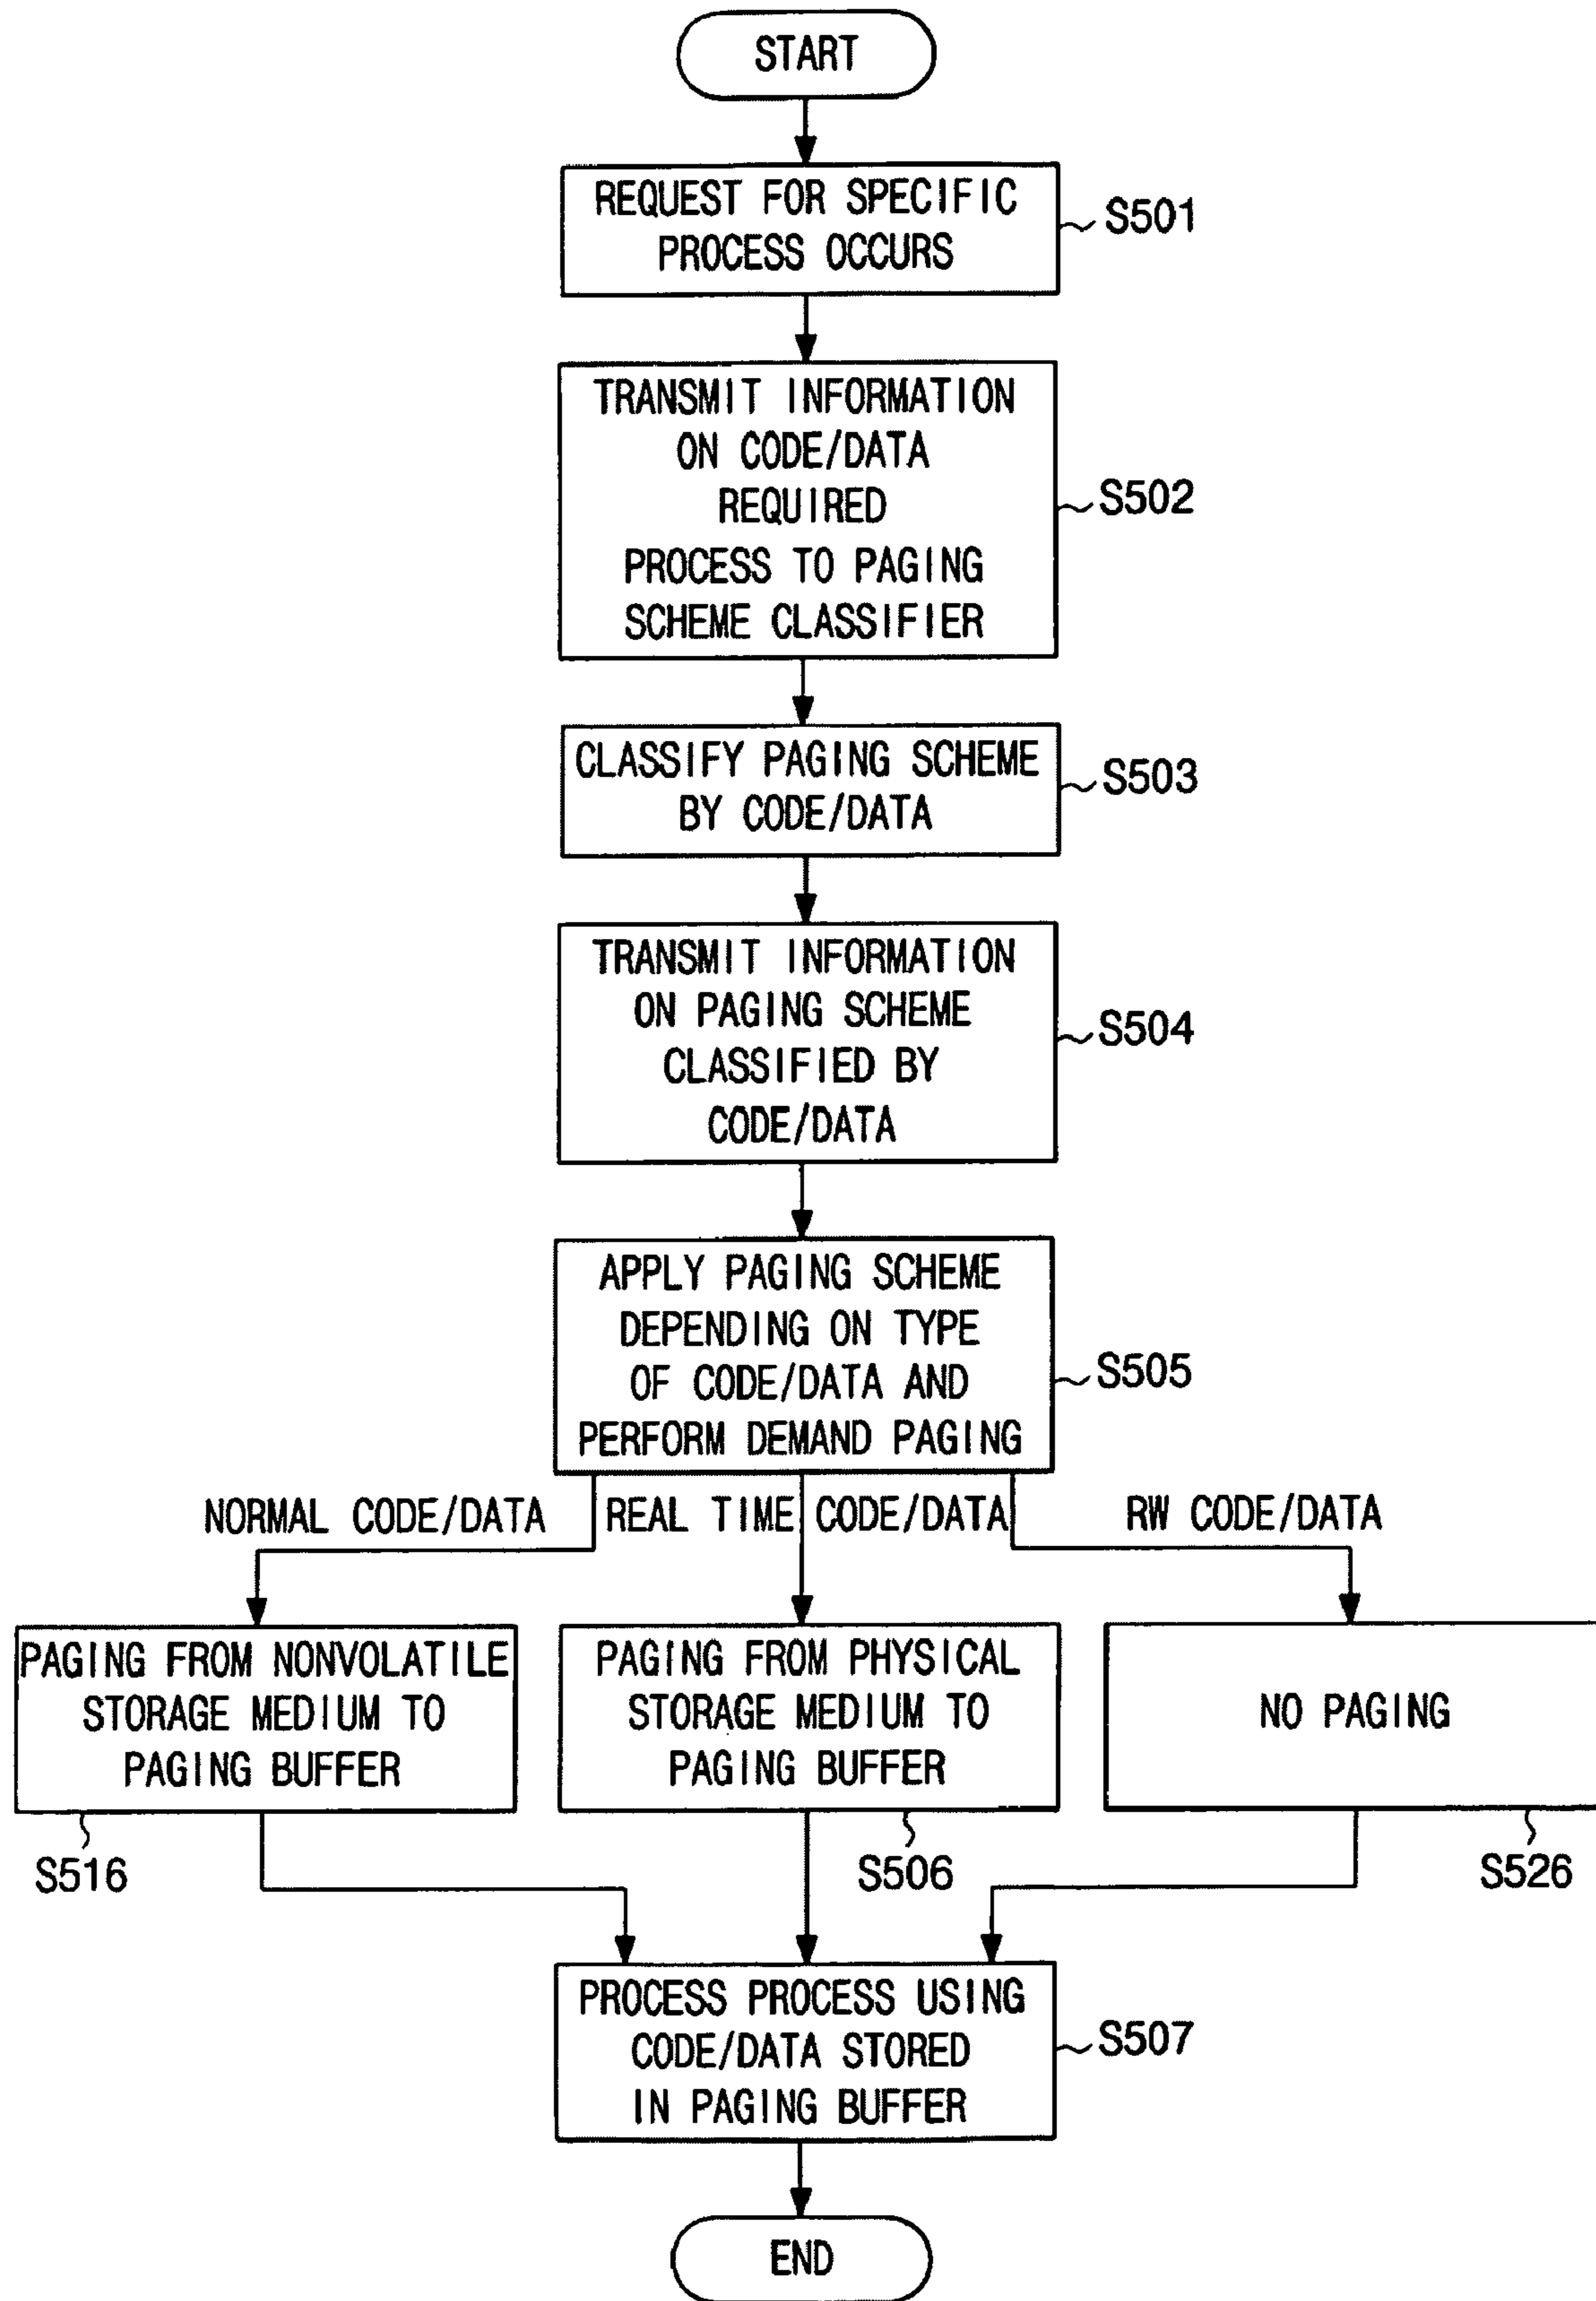 START
REQUEST FOR SPECIFIC
PROCESS OCCURS
S501
TRANSMIT INFORMATION
ON CODE/DATA
REQUIRED
PROCESS TO PAGING
SCHEME CLASSIFIER
S502
CLASSIFY PAGING SCHEME
BY CODE/DATA
S503
TRANSMIT INFORMATION
ON PAGING SCHEME
CLASSIFIED BY
CODE/DATA
S504
APPLY PAGING SCHEME
DEPENDING ON TYPE
OF CODE/DATA AND
PERFORM DEMAND PAGING
S505
NORMAL CODE/DATA
REAL TIME CODE/DATA
RW CODE/DATA
PAGING FROM NONVOLATILE
STORAGE MEDIUM TO
PAGING BUFFER
S516
PAGING FROM PHYSICAL
STORAGE MEDIUM TO
PAGING BUFFER
S506
NO PAGING
S526
PROCESS PROCESS USING
CODE/DATA STORED
IN PAGING BUFFER
S507
END